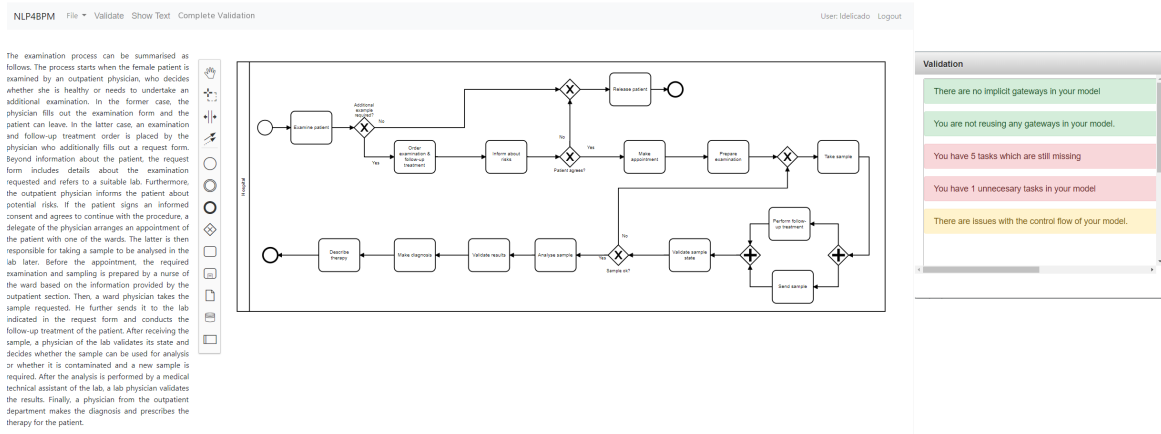 NLP4BPM File Validate Show Text Complete Validation User: ldelicado Logout
The examination process can be summarised as
follows. The process starts when the female patient is
examined by an outpatient physician, who decides
whether she is healthy or needs to undertake an
additional examination. In the former case, the
physician fills out the examination form and the
patient can leave. In the latter case, an examination
and follow-up treatment order is placed by the
physician who additionally fills out a request form.
Beyond information about the patient, the request
form includes details about the examination
requested and refers to a suitable lab. Furthermore,
the outpatient physician informs the patient about
potential risks. If the patient signs an informed
consent and agrees to continue with the procedure, a
delegate of the physician arranges an appointment of
the patient with one of the wards. The latter is then
responsible for taking a sample to be analysed in the
lab later. Before the appointment, the required
examination and sampling is prepared by a nurse of
the ward based on the information provided by the
outpatient section. Then, a ward physician takes the
sample requested. He further sends it to the lab
indicated in the request form and conducts the
follow-up treatment of the patient. After receiving the
sample, a physician of the lab validates its state and
decides whether the sample can be used for analysis
or whether it is contaminated and a new sample is
required. After the analysis is performed by a medical
technical assistant of the lab, a lab physician validates
the results. Finally, a physician from the outpatient
department makes the diagnosis and prescribes the
therapy for the patient.
Hospital
Examine patient
Additional
example
required?
No
Yes
Release patient
Order
examination &
follow-up
treatment
Inform about
risks
No
Yes
Patient agrees?
Make
appointment
Prepare
examination
Take sample
Perform follow-
up treatment
Send sample
Validate sample
state
No
Yes
Sample ok?
Analyse sample
Validate results
Make diagnosis
Describe
therapy
Validation
There are no implicit gateways in your model
You are not reusing any gateways in your model.
You have 5 tasks which are still missing
You have 1 unnecesary tasks in your model
There are issues with the control flow of your model.